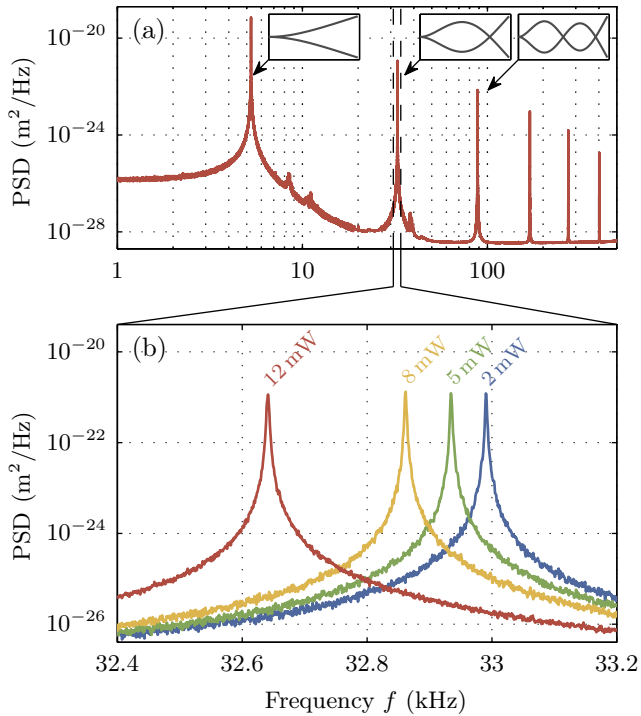 (a)
PSD (m²/Hz)
10⁻²⁰
10⁻²⁴
10⁻²⁸
1 10 100
(b)
PSD (m²/Hz)
10⁻²⁰
10⁻²²
10⁻²⁴
10⁻²⁶
12 mW
8 mW
5 mW
2 mW
32.4 32.6 32.8 33 33.2
Frequency f (kHz)